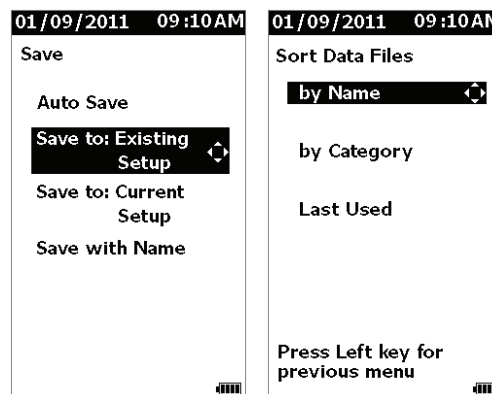 01/09/2011 09:10AM
Save
Auto Save
Save to: Existing
Setup
Save to: Current
Setup
Save with Name
01/09/2011 09:10AM
Sort Data Files
by Name
by Category
Last Used
Press Left key for
previous menu